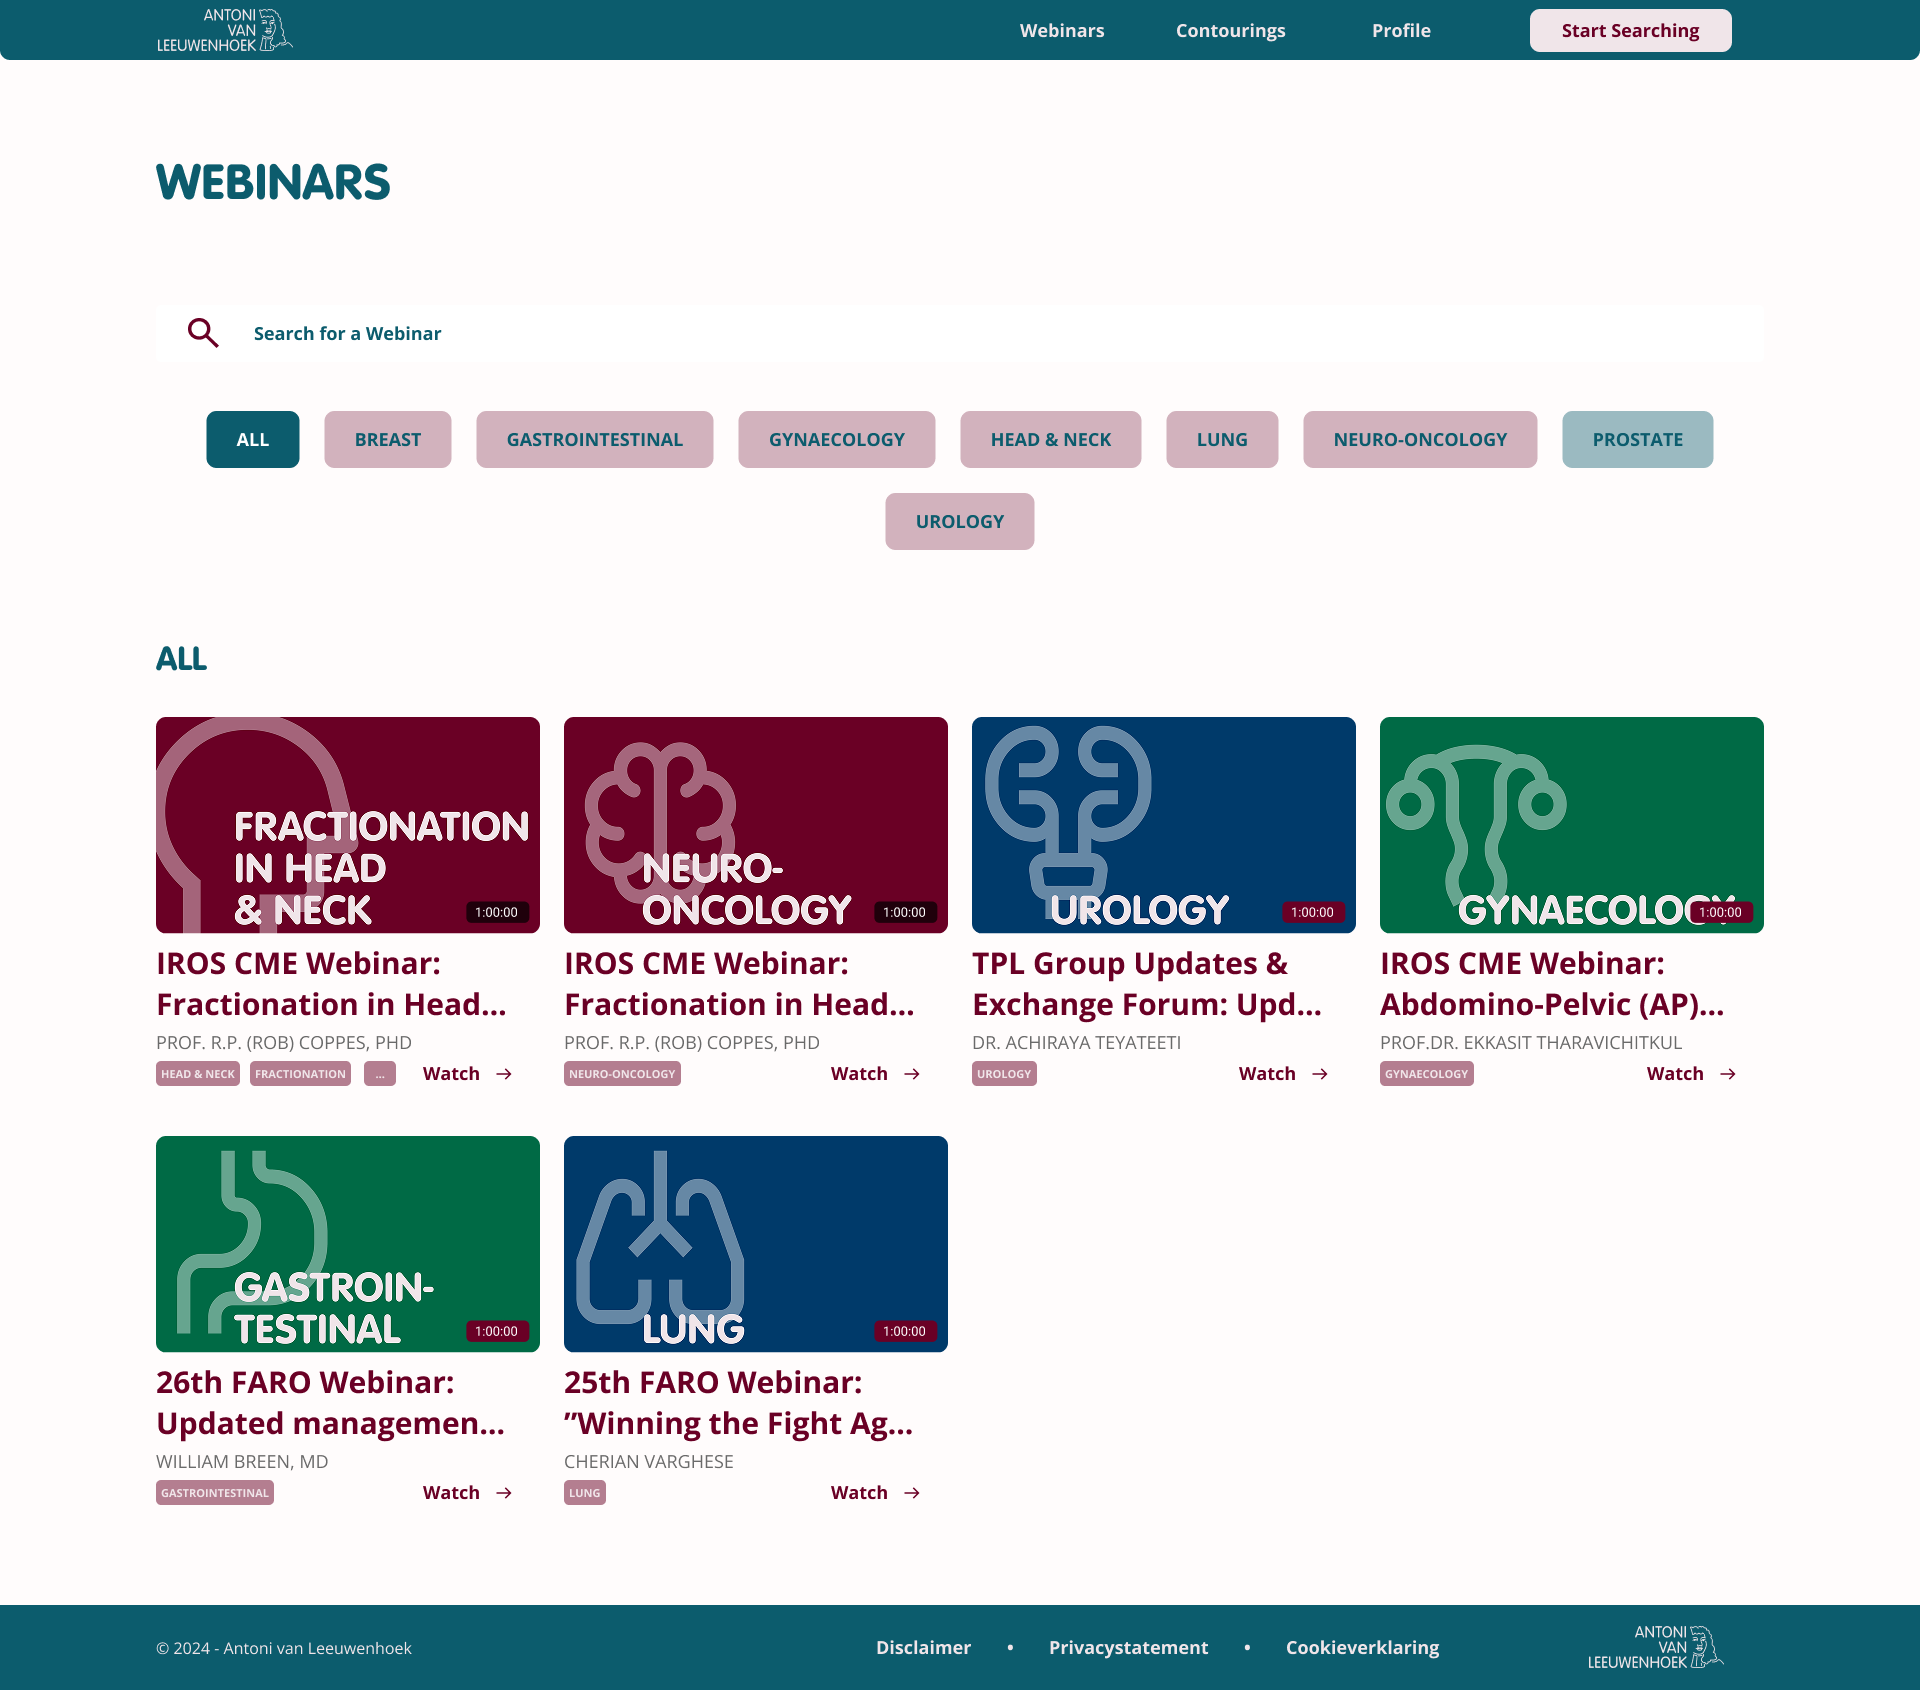 ANTONI
VAN
LEEUWENHOEK
Webinars
Contourings
Profile
Start Searching
WEBINARS
Search for a Webinar
ALL
BREAST
GASTROINTESTINAL
GYNAECOLOGY
HEAD & NECK
LUNG
NEURO-ONCOLOGY
PROSTATE
UROLOGY
ALL
FRACTIONATION
IN HEAD
& NECK
1:00:00
IROS CME Webinar:
Fractionation in Head...
PROF. R.P. (ROB) COPPES, PHD
HEAD & NECK
FRACTIONATION
...
Watch →
NEURO-
ONCOLOGY
1:00:00
IROS CME Webinar:
Fractionation in Head...
PROF. R.P. (ROB) COPPES, PHD
NEURO-ONCOLOGY
Watch →
UROLOGY
1:00:00
TPL Group Updates &
Exchange Forum: Upd...
DR. ACHIRAYA TEYATEETI
UROLOGY
Watch →
GYNAECOLOGY
1:00:00
IROS CME Webinar:
Abdomino-Pelvic (AP)...
PROF.DR. EKKASIT THARAVICHITKUL
GYNAECOLOGY
Watch →
GASTROIN-
TESTINAL
1:00:00
26th FARO Webinar:
Updated managemen...
WILLIAM BREEN, MD
GASTROINTESTINAL
Watch →
LUNG
1:00:00
25th FARO Webinar:
”Winning the Fight Ag...
CHERIAN VARGHESE
LUNG
Watch →
© 2024 - Antoni van Leeuwenhoek
Disclaimer • Privacystatement • Cookieverklaring
ANTONI
VAN
LEEUWENHOEK